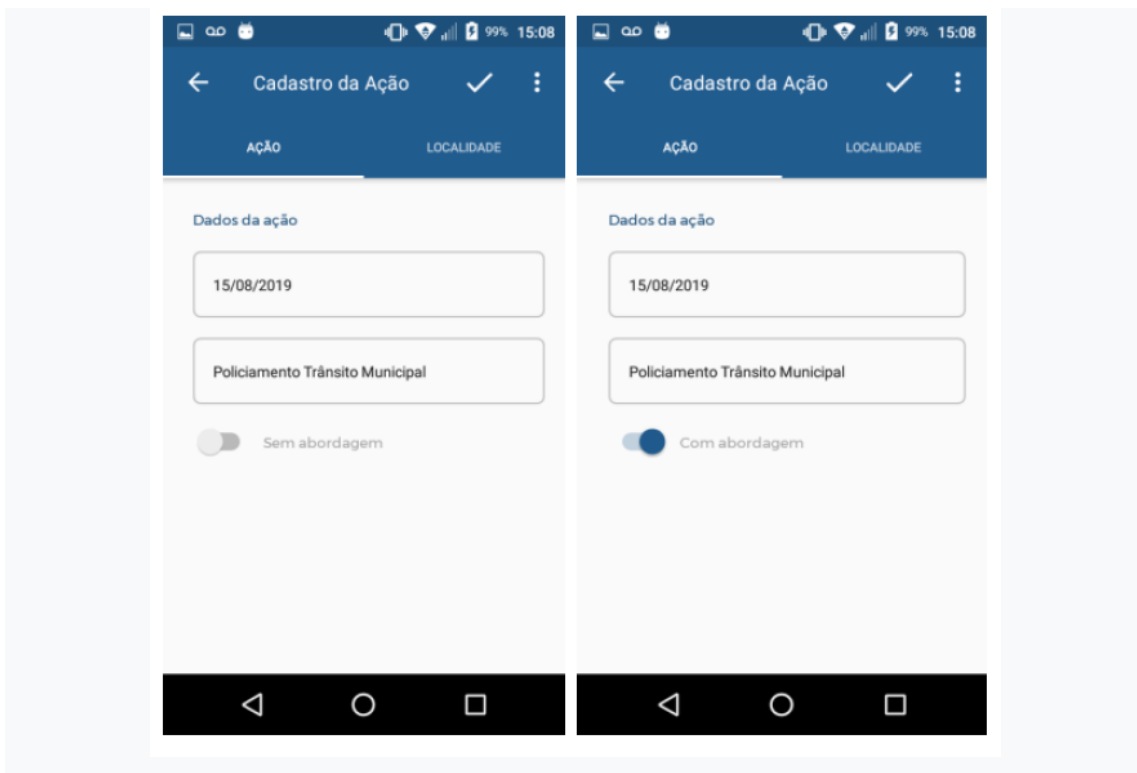 99% 15:08
Cadastro da Ação
AÇÃO LOCALIDADE
Dados da ação
15/08/2019
Policiamento Trânsito Municipal
Sem abordagem
99% 15:08
Cadastro da Ação
AÇÃO LOCALIDADE
Dados da ação
15/08/2019
Policiamento Trânsito Municipal
Com abordagem